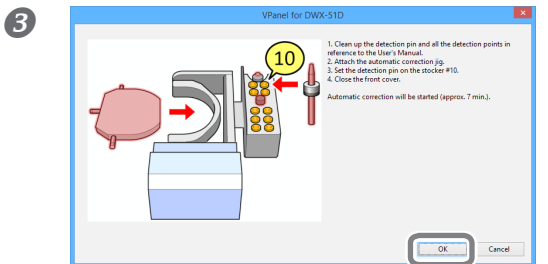 3
VPanel for DWX-51D
10
1. Clean up the detection pin and all the detection points in
reference to the User's Manual.
2. Attach the automatic correction jig.
3. Set the detection pin on the stocker #10.
4. Close the front cover.
Automatic correction will be started (approx. 7 min.).
OK
Cancel